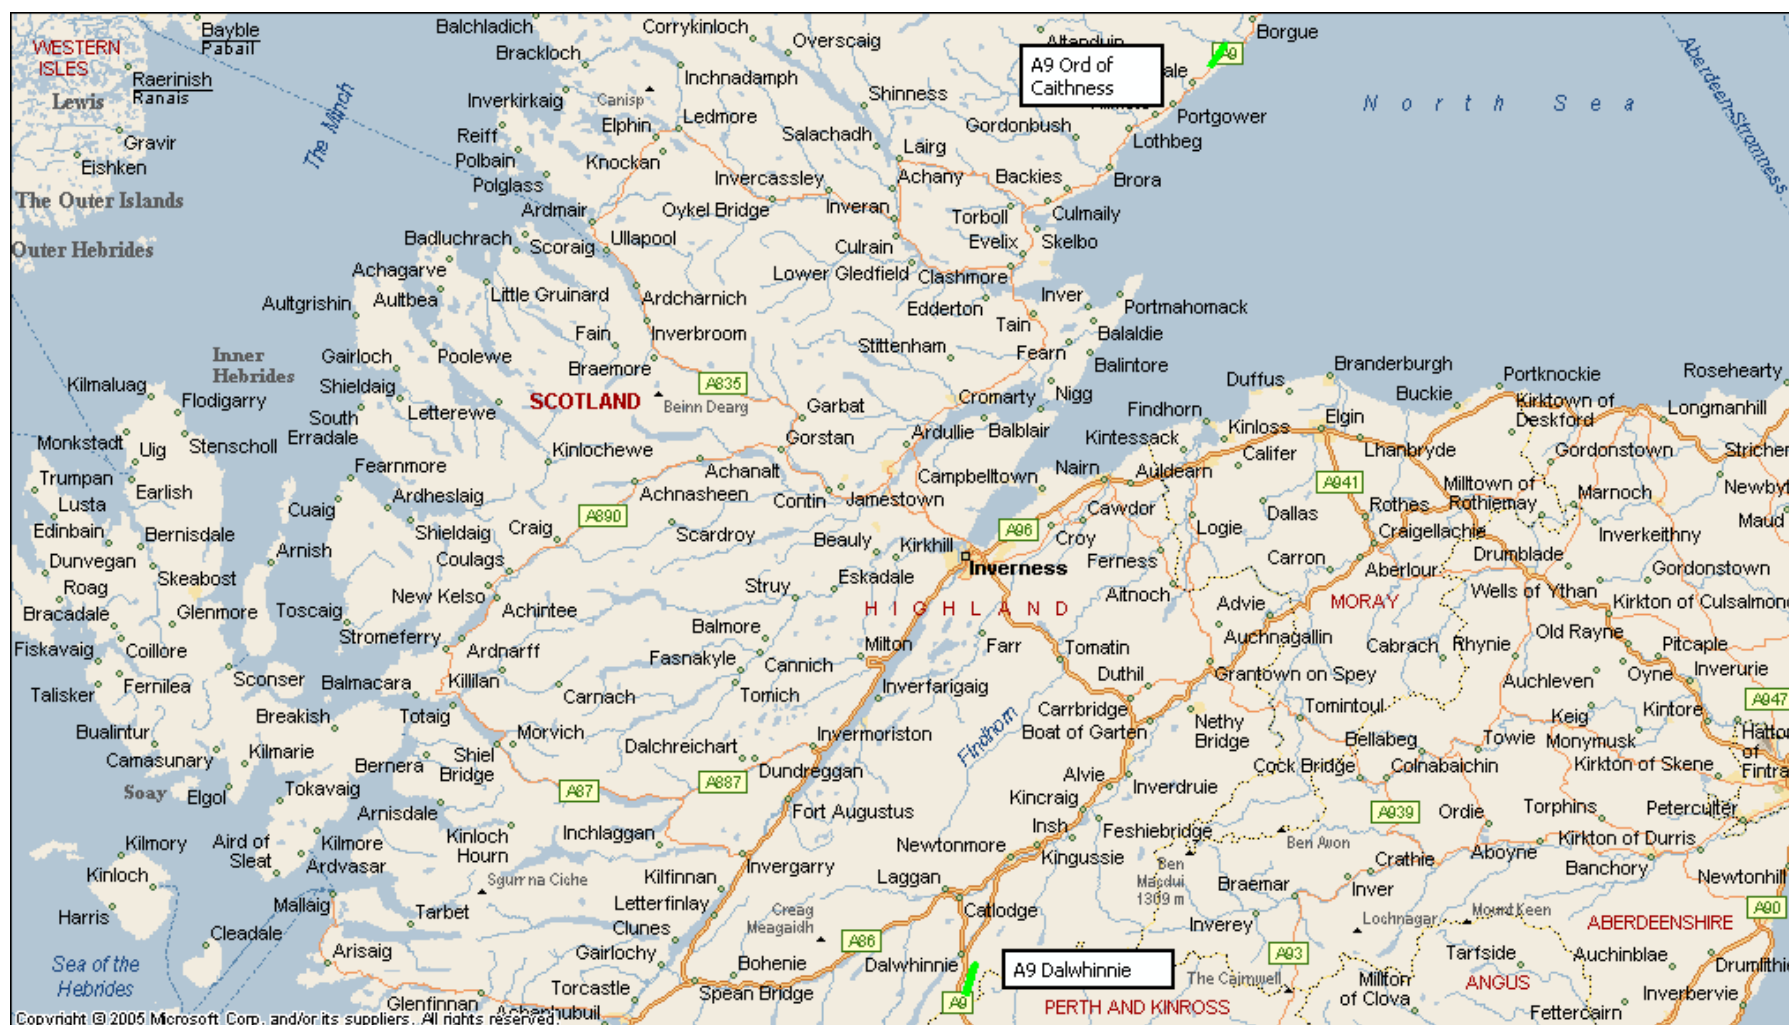 Bayble
Pabail
Balchladich
Corrykinloch
Overscaig
Altanduin
Borgue
WESTERN
ISLES
Brackloch
A9
A9 Ord of
Caithness
Raerinish
Ranais
Inchnadamph
Canisp
Inverkirkaig
Shinness
Lewis
The Minch
North Sea
Aberdeen-Stromness
Reiff
Elphin
Ledmore
Salachadh
Gordonbush
Portgower
Gravir
Polbain
Knockan
Lairg
Lothbeg
Eishken
Polglass
Invercassley
Achany
Backies
Brora
The Outer Islands
Ardmair
Oykel Bridge
Inveran
Torboll
Culmaily
Outer Hebrides
Badluchrach
Scoraig
Ullapool
Culrain
Evelix
Skelbo
Achagarve
Lower Gledfield
Clashmore
Aultgrishin
Aultbea
Little Gruinard
Ardcharnich
Edderton
Inver
Portmahomack
Fain
Inverbroom
Tain
Balaldie
Inner
Hebrides
Gairloch
Poolewe
Braemore
Stittenham
Fearn
Balintore
Branderburgh
Portknockie
Rosehearty
Kilmaluag
Flodigarry
Shieldaig
SCOTLAND
A835
Beinn Dearg
Cromarty
Nigg
Duffus
Buckie
Kirktown of
Deskford
Longmanhill
South
Erradale
Letterewe
Garbat
Findhorn
Elgin
Monkstadt
Uig
Stenscholl
Kinlochewe
Gorstan
Ardullie
Balblair
Kintessack
Kinloss
Lhanbryde
Gordonstown
Trumpan
Fearnmore
Achanalt
Campbelltown
Nairn
Auldearn
Califer
Lusta
Earlish
Ardheslaig
Achnasheen
Contin
Jamestown
A941
Milltown of
Rothiemay
Marnoch
Edinbain
Bernisdale
Cuaig
Shieldaig
Craig
A890
Scardroy
Beauly
Kirkhill
A96
Cawdor
Logie
Dallas
Rothes
Craigellachie
Inverkeithny
Maud
Dunvegan
Arnish
Coulags
Croy
Inverness
Ferness
Carron
Drumblade
Roag
Skeabost
New Kelso
Achintee
Struy
Eskadale
Aitnoch
Aberlour
Gordonstown
Bracadale
Glenmore
Toscaig
HIGHLAND
Advie
MORAY
Wells of Ythan
Kirkton of Culsalmond
Fiskavaig
Coillore
Stromeferry
Balmore
Milton
Farr
Tomatin
Auchnagallin
Cabrach
Rhynie
Old Rayne
Pitcaple
Talisker
Fernilea
Sconser
Ardnarff
Fasnakyle
Cannich
Duthil
Grantown on Spey
Oyne
Inverurie
Balmacara
Killilan
Carnach
Tomich
Inverfarigaig
Auchleven
A947
Bualintur
Breakish
Totaig
Morvich
Findhorn
Carrbridge
Nethy
Bridge
Tomintoul
Keig
Kintore
Camasunary
Kilmarie
Bernera
Shiel
Bridge
Dalchreichart
Invermoriston
Boat of Garten
Bellabeg
Towie
Monymusk
Hatton
of
Fintra
Soay
Elgol
Tokavaig
A87
A887
Dundreggan
Alvie
Inverdruie
Cock Bridge
Colnabaichin
Kirkton of Skene
Arnisdale
Fort Augustus
Kincraig
A939
Ordie
Torphins
Peterculter
Kilmory
Aird of
Sleat
Kilmore
Ardvasar
Kinloch
Hourn
Inchlaggan
Insh
Feshiebridge
Ben Avon
Kirkton of Durris
Kinloch
Invergarry
Newtonmore
Kingussie
Ben
Macdui
1309 m
Crathie
Aboyne
Banchory
Sgurr na Ciche
Kilfinnan
Laggan
Braemar
Inver
Newtonhill
Harris
Mallaig
Tarbet
Letterfinlay
Creag
Meagaidh
Catlodge
Inverey
Lochnagar
Mount Keen
A90
Cleadale
Clunes
A86
ABERDEENSHIRE
Sea of the
Hebrides
Arisaig
Gairlochy
Bohenie
Dalwhinnie
A9 Dalwhinnie
A93
Tarfside
Auchinblae
Drumlithie
Torcastle
Spean Bridge
A9
The Cairnwell
Millton
of Clova
ANGUS
Glenfinnan
Achaphubuil
PERTH AND KINROSS
Inverbervie
Fettercairn
Copyright © 2005 Microsoft Corp. and/or its suppliers. All rights reserved.